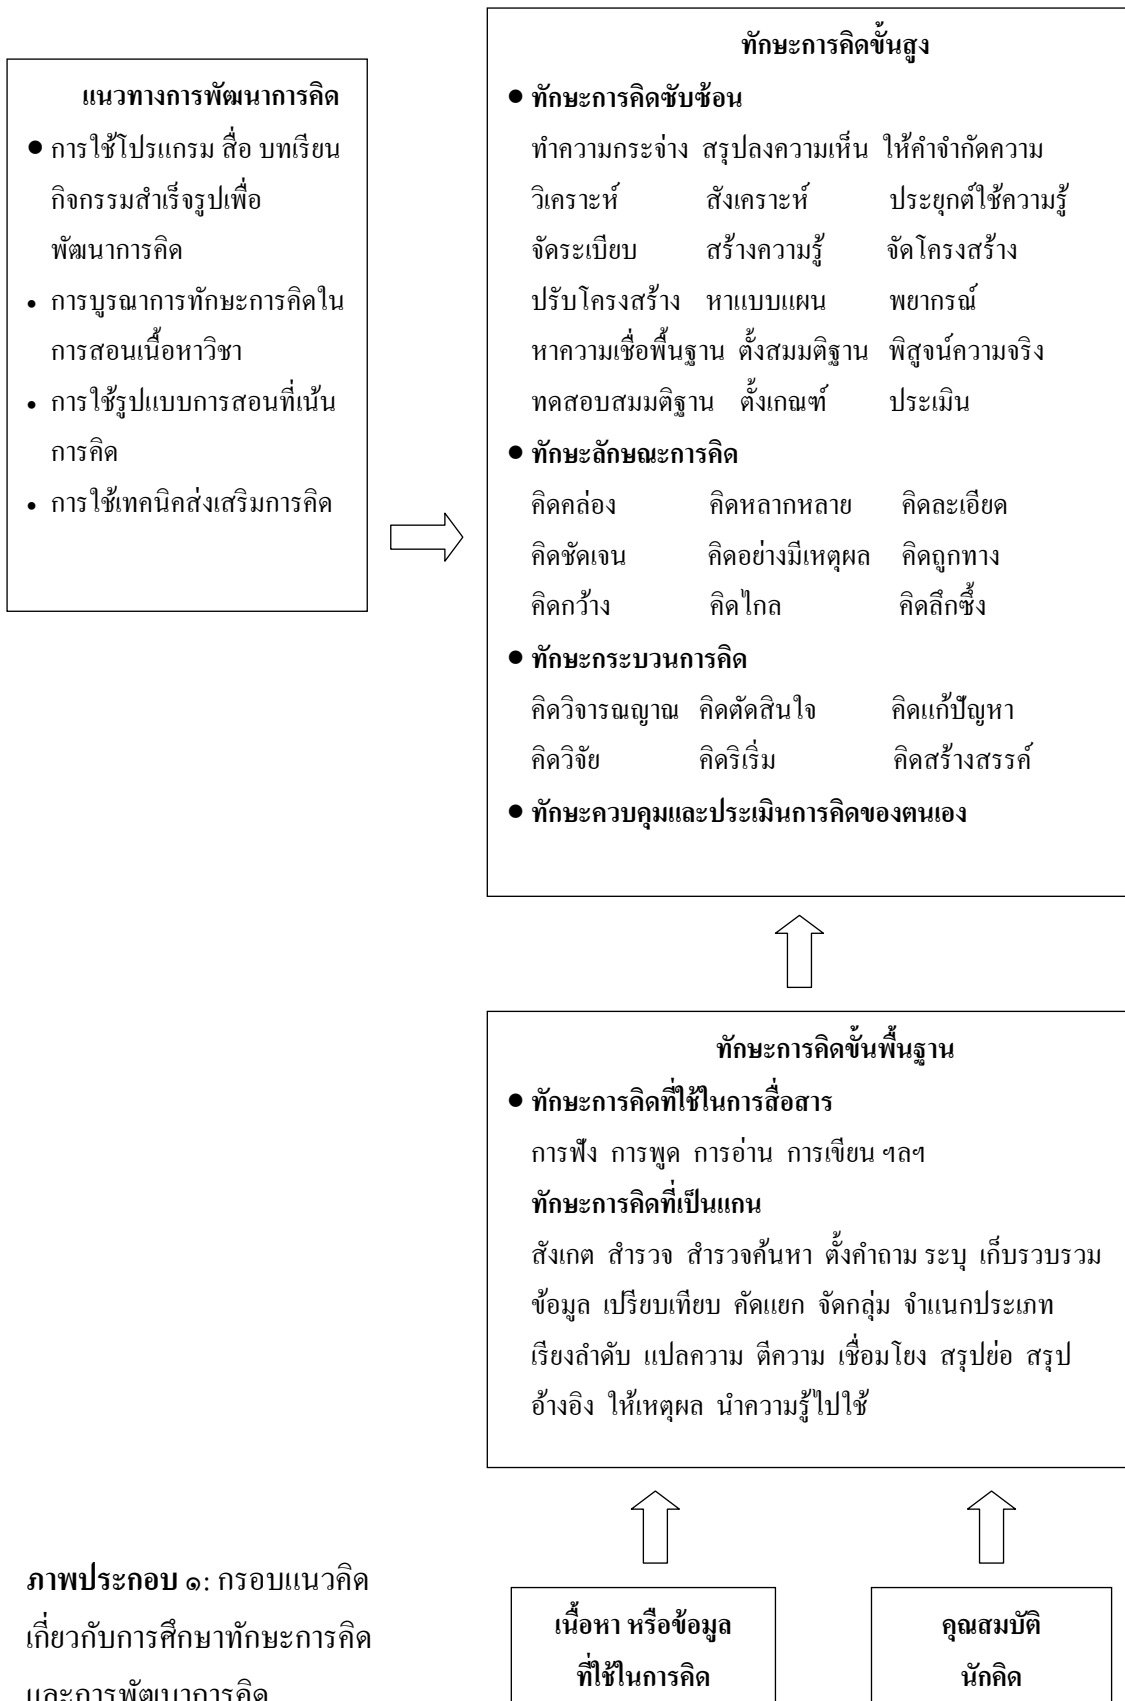 แนวทางการพัฒนาการคิด
● การใช้โปรแกรม สื่อ บทเรียน
กิจกรรมสำเร็จรูปเพื่อ
พัฒนาการคิด
• การบูรณาการทักษะการคิดใน
การสอนเนื้อหาวิชา
• การใช้รูปแบบการสอนที่เน้น
การคิด
• การใช้เทคนิคส่งเสริมการคิด
ทักษะการคิดขั้นสูง
● ทักษะการคิดซับซ้อน
ทำความกระจ่าง สรุปลงความเห็น ให้คำจำกัดความ
วิเคราะห์ สังเคราะห์ ประยุกต์ใช้ความรู้
จัดระเบียบ สร้างความรู้ จัดโครงสร้าง
ปรับโครงสร้าง หาแบบแผน พยากรณ์
หาความเชื่อพื้นฐาน ตั้งสมมติฐาน พิสูจน์ความจริง
ทดสอบสมมติฐาน ตั้งเกณฑ์ ประเมิน
● ทักษะลักษณะการคิด
คิดคล่อง คิดหลากหลาย คิดละเอียด
คิดชัดเจน คิดอย่างมีเหตุผล คิดถูกทาง
คิดกว้าง คิดไกล คิดลึกซึ้ง
● ทักษะกระบวนการคิด
คิดวิจารณญาณ คิดตัดสินใจ คิดแก้ปัญหา
คิดวิจัย คิดริเริ่ม คิดสร้างสรรค์
● ทักษะควบคุมและประเมินการคิดของตนเอง
ทักษะการคิดขั้นพื้นฐาน
● ทักษะการคิดที่ใช้ในการสื่อสาร
การฟัง การพูด การอ่าน การเขียน ฯลฯ
ทักษะการคิดที่เป็นแกน
สังเกต สำรวจ สำรวจค้นหา ตั้งคำถาม ระบุ เก็บรวบรวม
ข้อมูล เปรียบเทียบ คัดแยก จัดกลุ่ม จำแนกประเภท
เรียงลำดับ แปลความ ตีความ เชื่อมโยง สรุปย่อ สรุป
อ้างอิง ให้เหตุผล นำความรู้ไปใช้
เนื้อหา หรือข้อมูล
ที่ใช้ในการคิด
คุณสมบัติ
นักคิด
ภาพประกอบ ๑: กรอบแนวคิด
เกี่ยวกับการศึกษาทักษะการคิด
และการพัฒนาการคิด